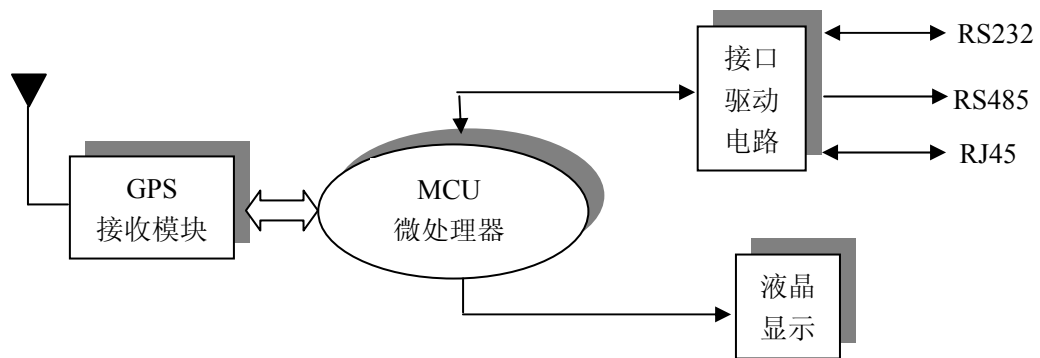 GPS
接收模块
MCU
微处理器
接口
驱动
电路
RS232
RS485
RJ45
液晶
显示